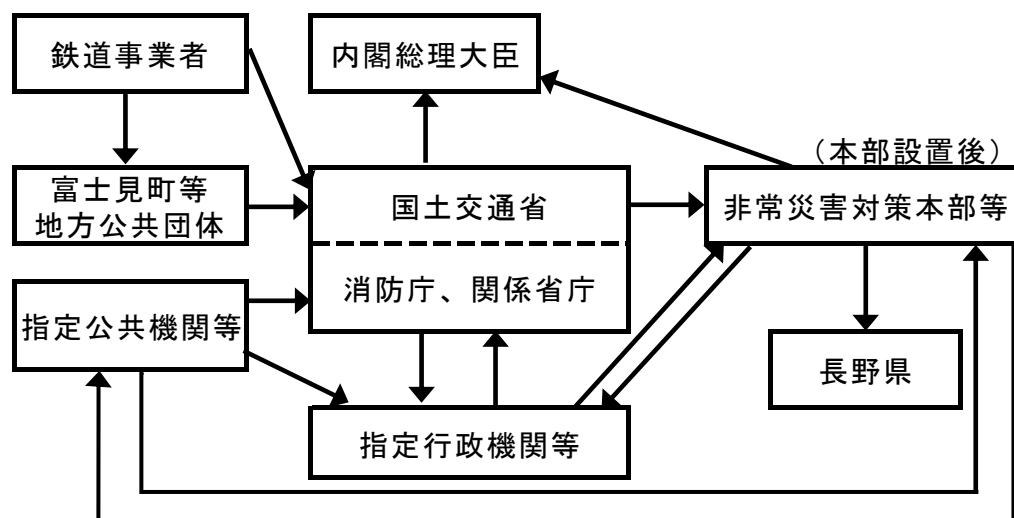 鉄道事業者
内閣総理大臣
(本部設置後)
富士見町等
地方公共団体
国土交通省
非常災害対策本部等
消防庁、関係省庁
指定公共機関等
長野県
指定行政機関等